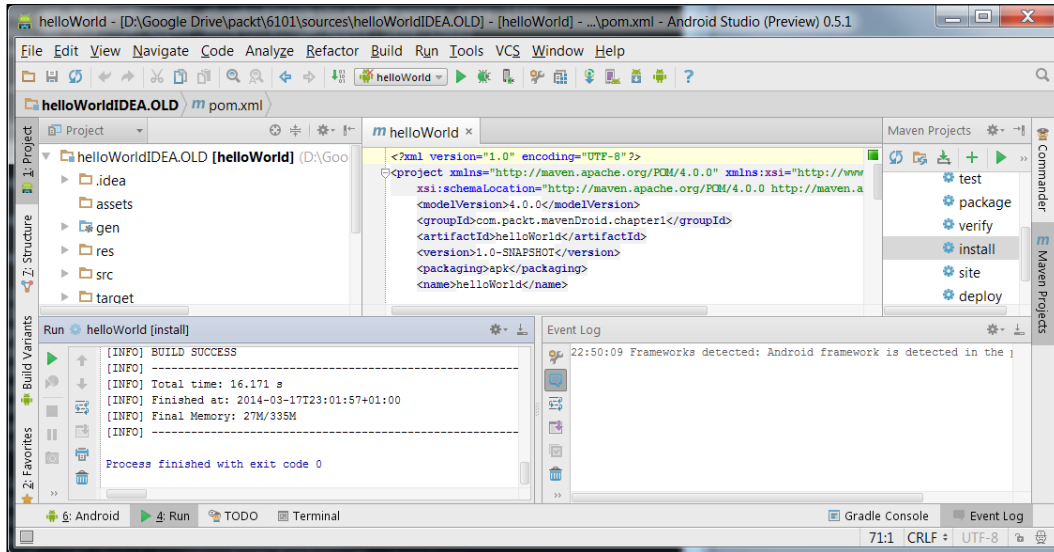 helloWorld - [D:\Google Drive\packt\6101\sources\helloWorldIDEA.OLD] - [helloWorld] - ...\pom.xml - Android Studio (Preview) 0.5.1
File Edit View Navigate Code Analyze Refactor Build Run Tools VCS Window Help
helloWorld
helloWorldIDEA.OLD m pom.xml
1: Project
Z: Structure
Build Variants
2: Favorites
Project
helloWorldIDEA.OLD [helloWorld] (D:\Goo
.idea
assets
gen
res
src
target
m helloWorld ×
<?xml version="1.0" encoding="UTF-8"?>
<project xmlns="http://maven.apache.org/POM/4.0.0" xmlns:xsi="http://www
xsi:schemaLocation="http://maven.apache.org/POM/4.0.0 http://maven.a
<modelVersion>4.0.0</modelVersion>
<groupId>com.packt.mavenDroid.chapter1</groupId>
<artifactId>helloWorld</artifactId>
<version>1.0-SNAPSHOT</version>
<packaging>apk</packaging>
<name>helloWorld</name>
Maven Projects
test
package
verify
install
site
deploy
Commander
m Maven Projects
Run helloWorld [install]
[INFO] BUILD SUCCESS
[INFO] ------------------------------------------------------------------------
[INFO] Total time: 16.171 s
[INFO] Finished at: 2014-03-17T23:01:57+01:00
[INFO] Final Memory: 27M/335M
[INFO] ------------------------------------------------------------------------
Process finished with exit code 0
Event Log
22:50:09 Frameworks detected: Android framework is detected in the p
6: Android 4: Run TODO Terminal Gradle Console Event Log
71:1 CRLF UTF-8